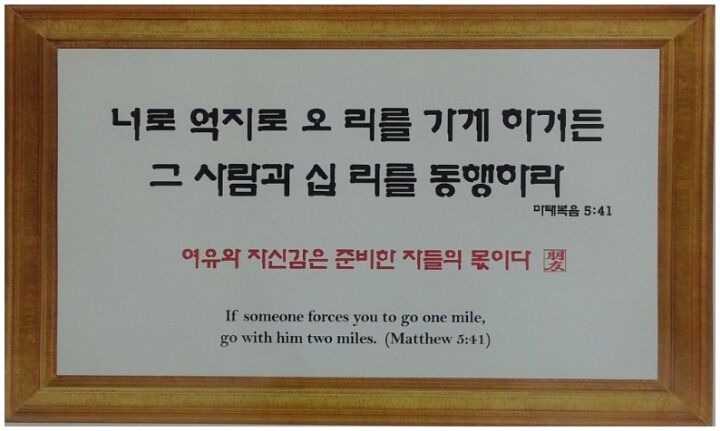 너로 억지로 오 리를 가게 하거든
그 사람과 십 리를 동행하라
마태복음 5:41
여유와 자신감은 준비한 자들의 몫이다 朋友
If someone forces you to go one mile,
go with him two miles. (Matthew 5:41)